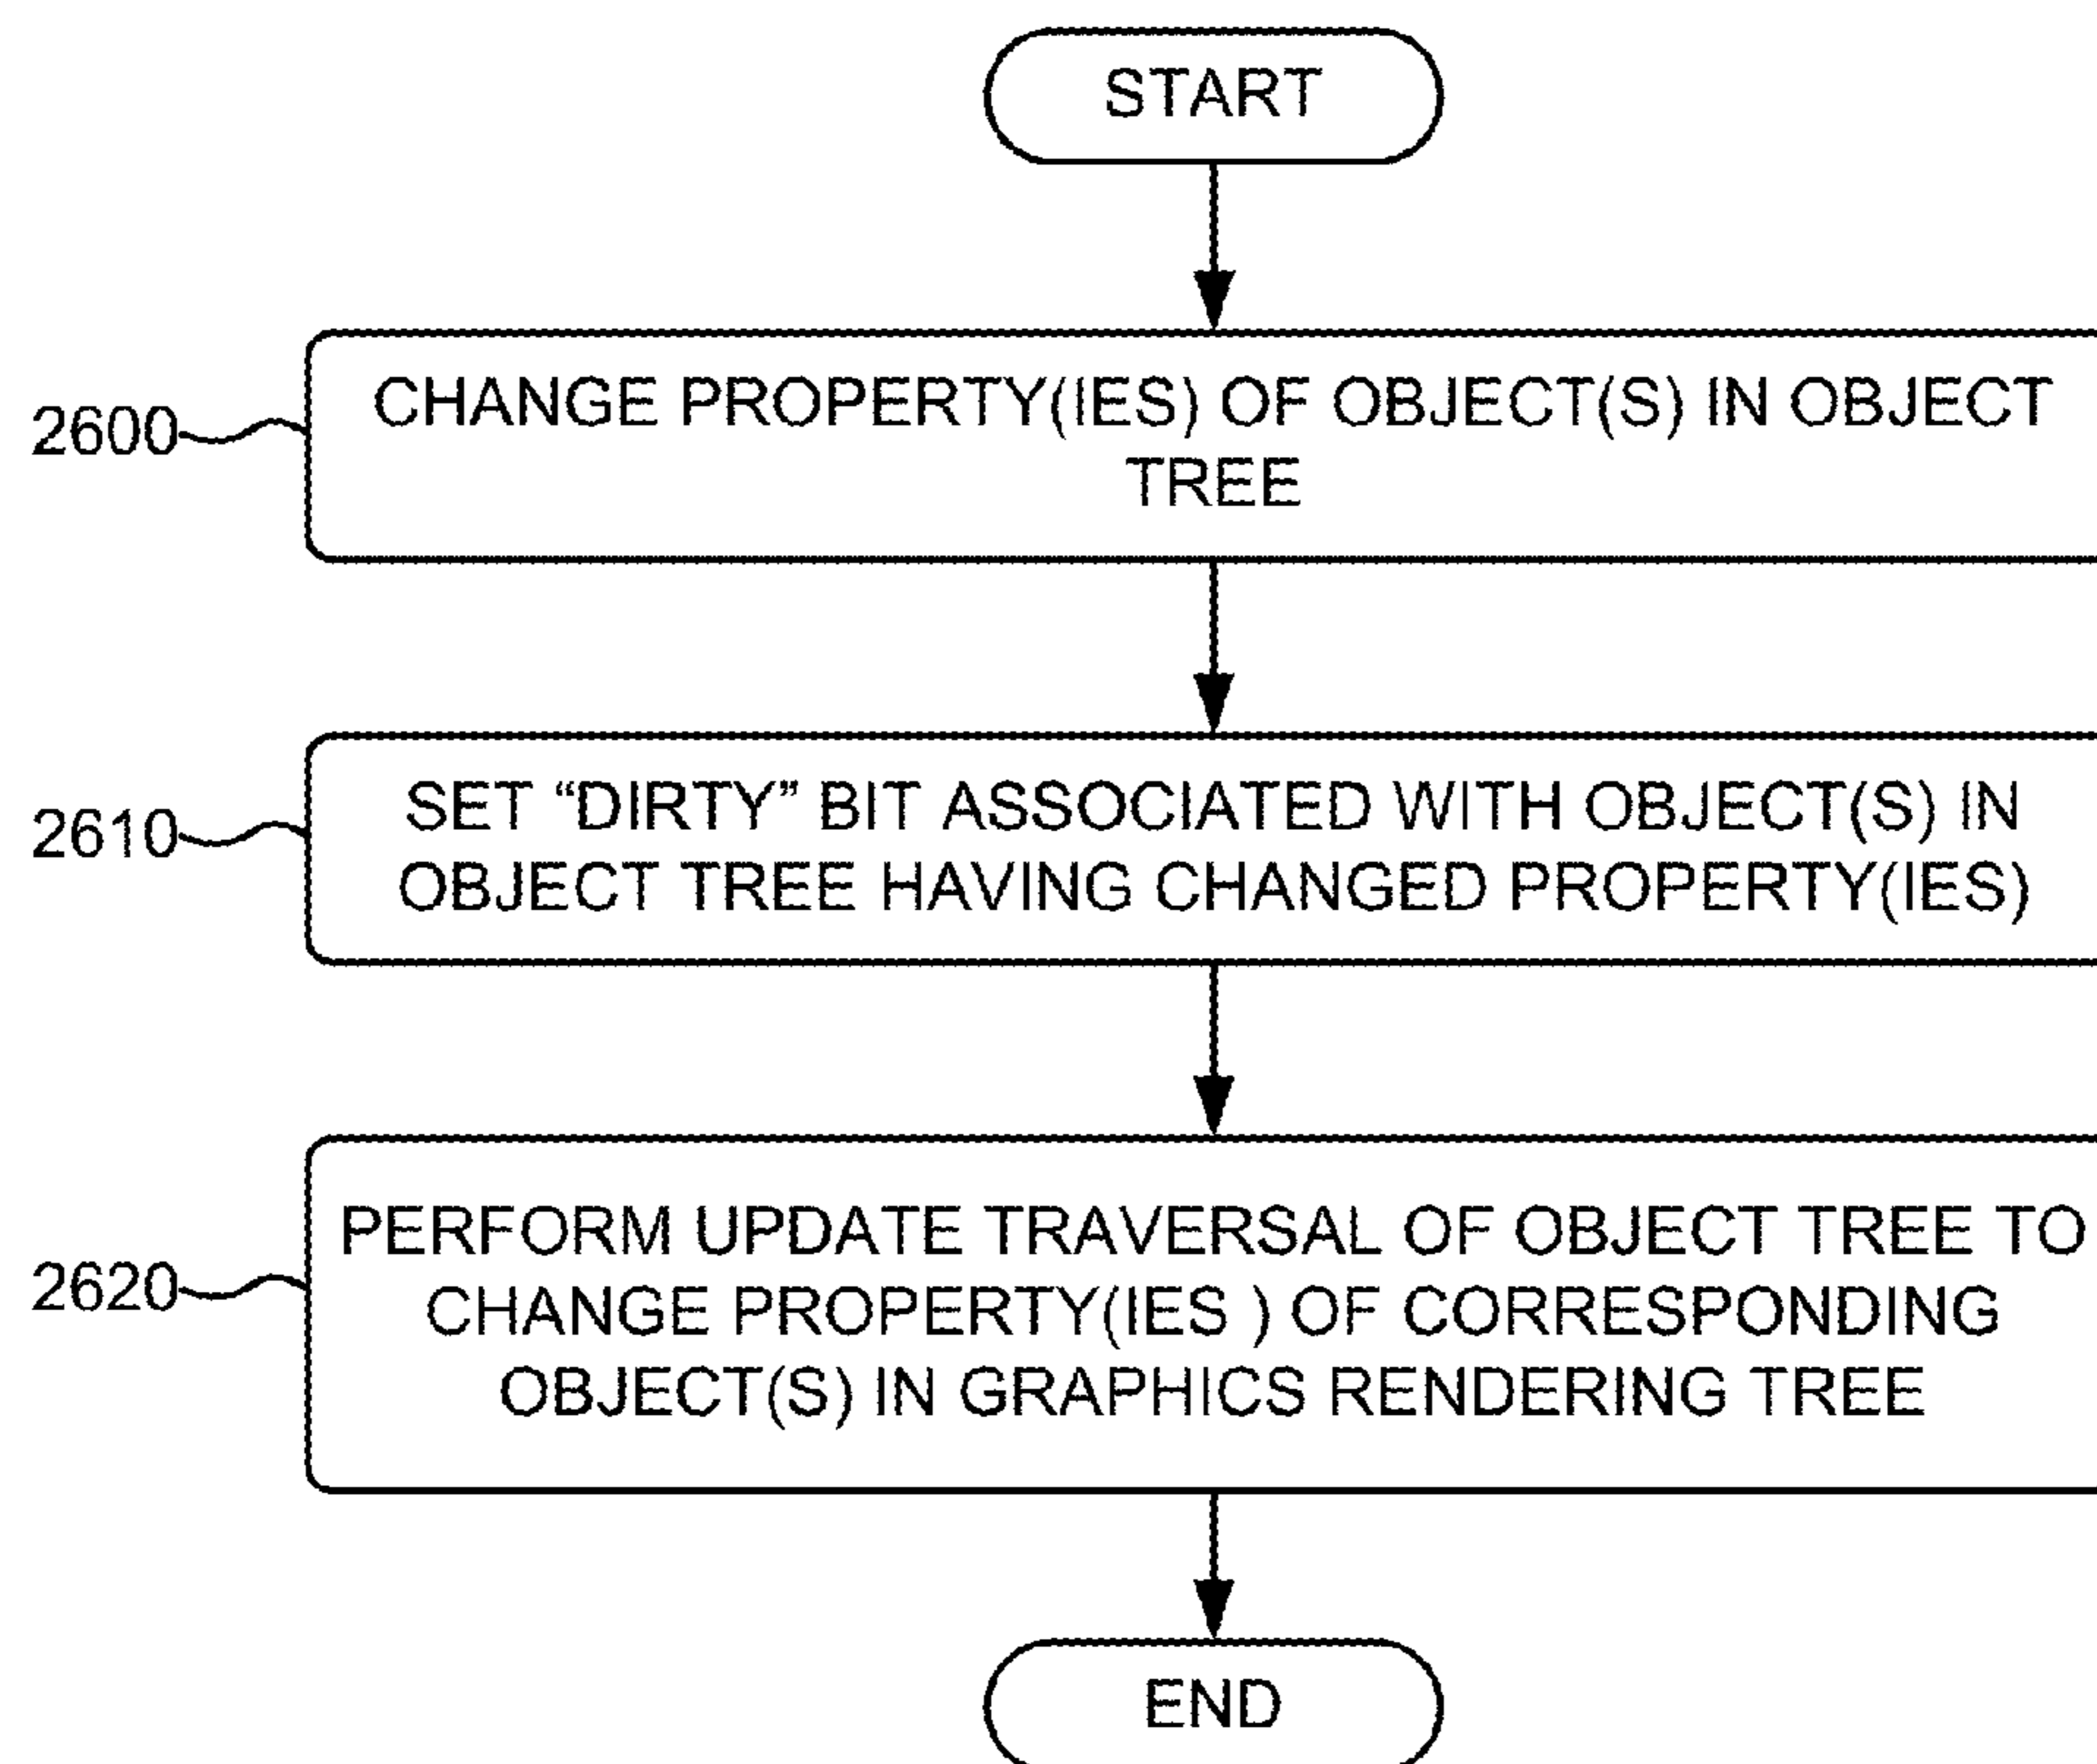 START
2600
CHANGE PROPERTY(IES) OF OBJECT(S) IN OBJECT
TREE
2610
SET “DIRTY” BIT ASSOCIATED WITH OBJECT(S) IN
OBJECT TREE HAVING CHANGED PROPERTY(IES)
2620
PERFORM UPDATE TRAVERSAL OF OBJECT TREE TO
CHANGE PROPERTY(IES ) OF CORRESPONDING
OBJECT(S) IN GRAPHICS RENDERING TREE
END